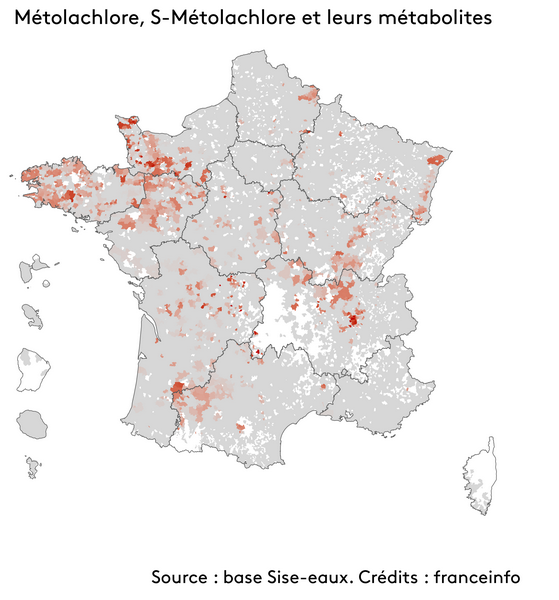 Métolachlore, S-Métolachlore et leurs métabolites
Source : base Sise-eaux. Crédits : franceinfo